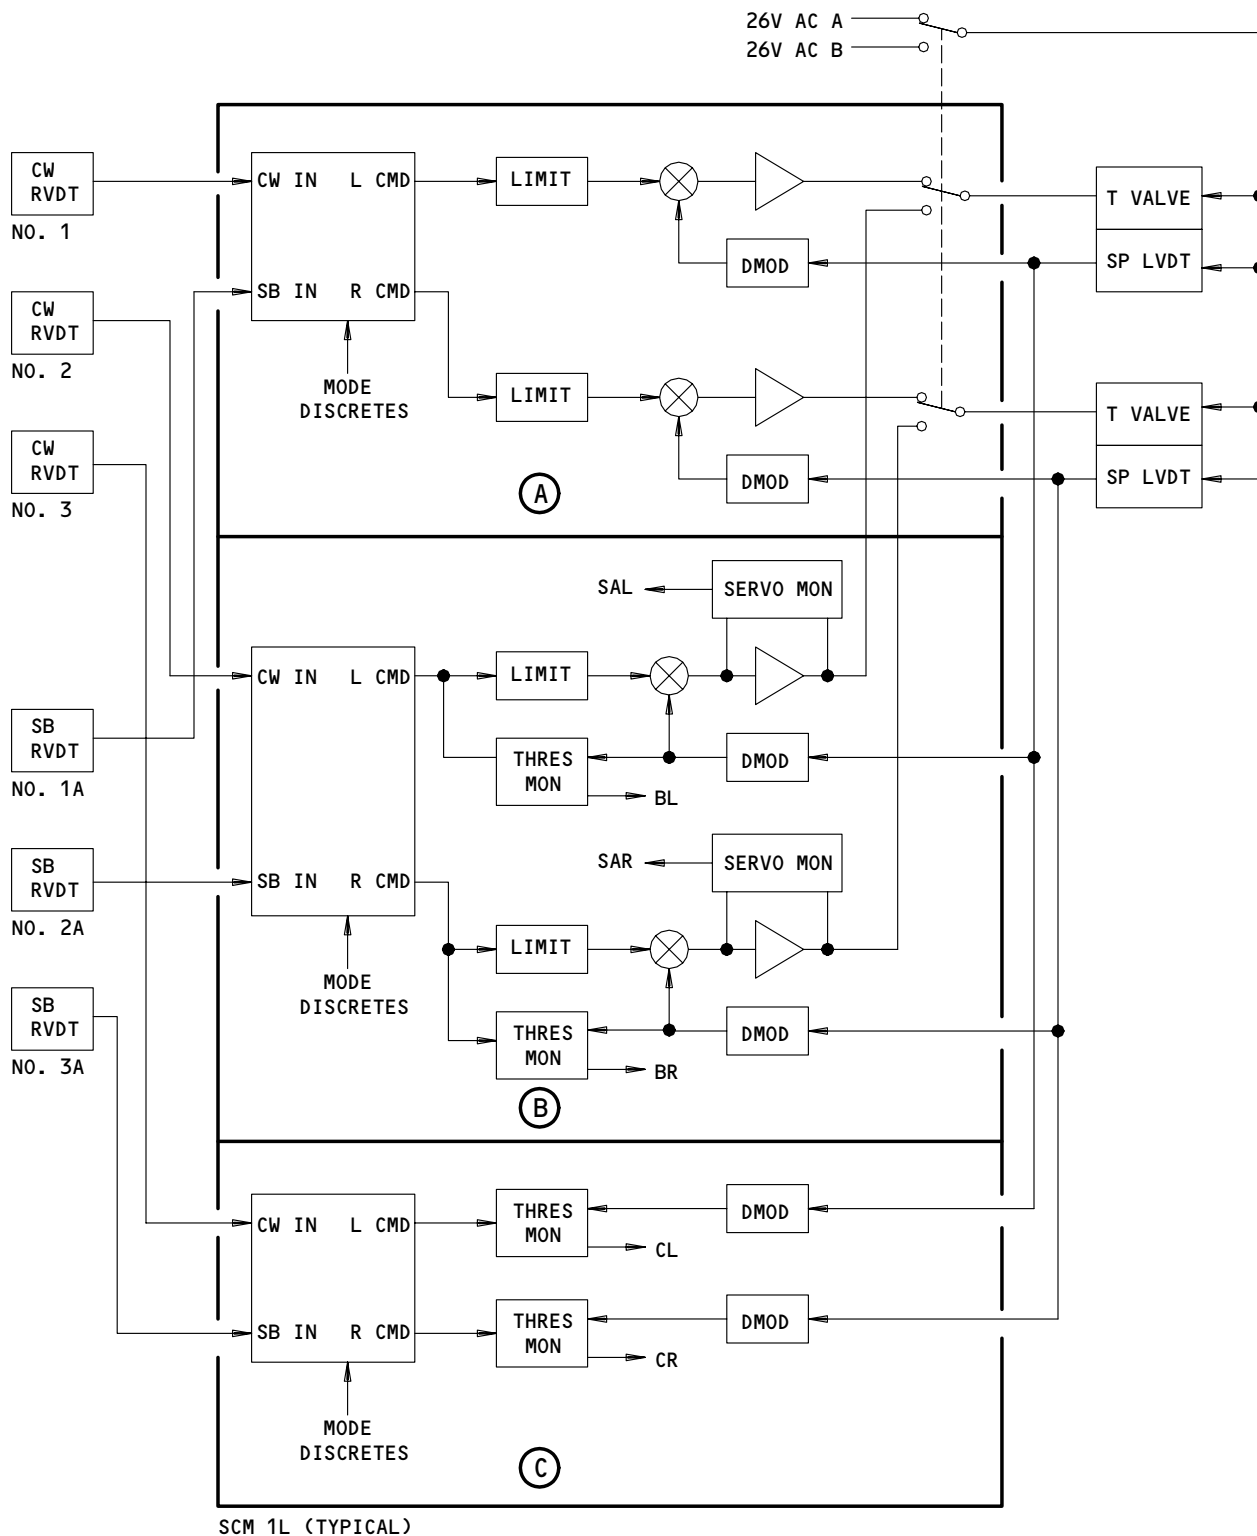 26V AC A
26V AC B
CW
RVDT
NO. 1
CW
RVDT
NO. 2
CW
RVDT
NO. 3
SB
RVDT
NO. 1A
SB
RVDT
NO. 2A
SB
RVDT
NO. 3A
CW IN L CMD
SB IN R CMD
MODE
DISCRETES
LIMIT
DMOD
LIMIT
DMOD
A
T VALVE
SP LVDT
T VALVE
SP LVDT
CW IN L CMD
SB IN R CMD
MODE
DISCRETES
SAL
SERVO MON
LIMIT
THRES
MON
DMOD
BL
SAR
SERVO MON
LIMIT
THRES
MON
DMOD
BR
B
CW IN L CMD
SB IN R CMD
MODE
DISCRETES
THRES
MON
DMOD
CL
THRES
MON
DMOD
CR
C
SCM 1L (TYPICAL)